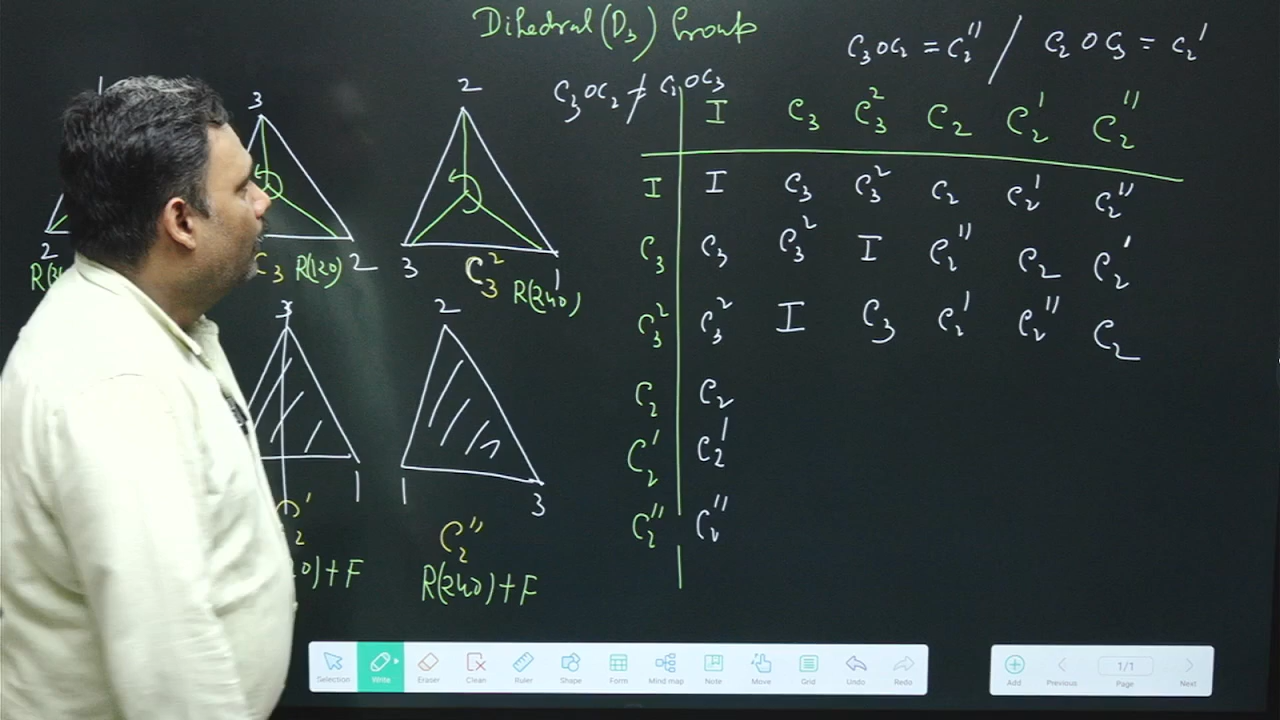 Dihedral (D3) Group
C3 o C2 = C2'' / C2 o C3 = C2'
C3 o C2 ≠ C2 o C3
1
2
3
2
C3 R(120)
2
3
1
C3² R(240)
3
1
2
1
3
C2''
R(240)+F
I C3 C3² C2 C2' C2''
I I C3 C3² C2 C2' C2''
C3 C3 C3² I C2'' C2 C2'
C3² C3² I C3 C2' C2'' C2
C2 C2
C2' C2'
C2'' C2''
Selection Write Eraser Clean Ruler Shape Form Mind map Note Move Grid Undo Redo
Add Previous 1/1 Page Next